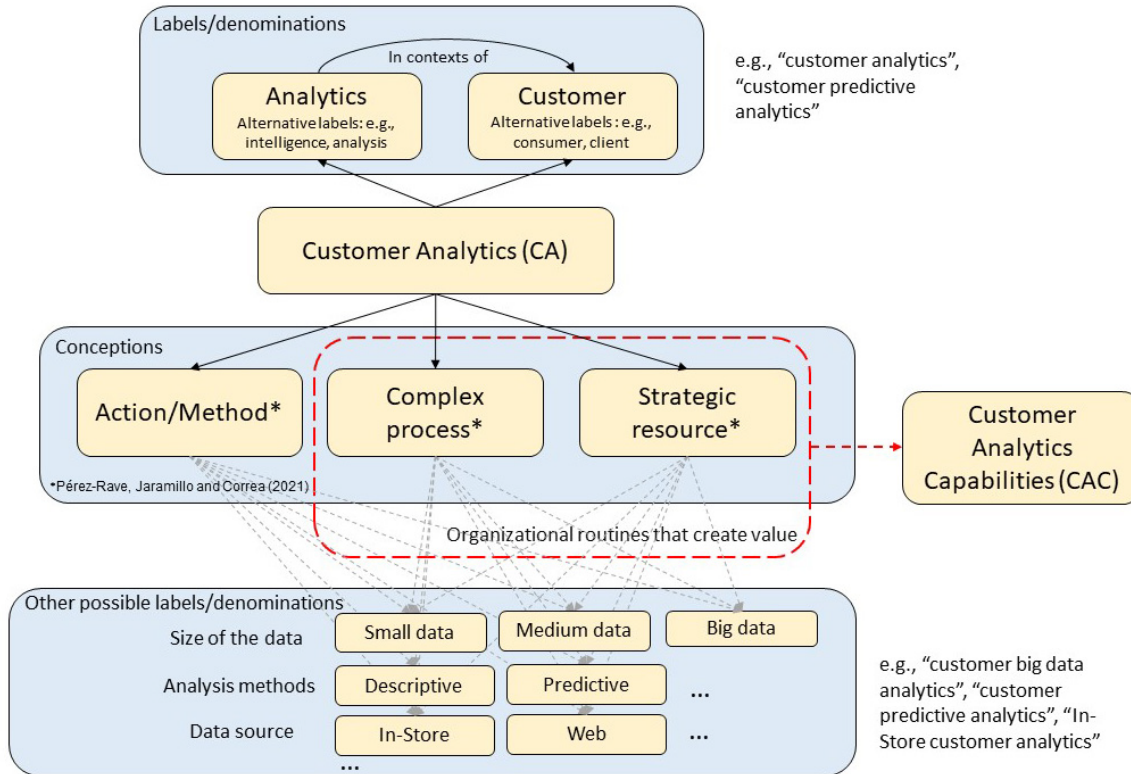 Labels/denominations
In contexts of
Analytics
Alternative labels: e.g.,
intelligence, analysis
Customer
Alternative labels : e.g.,
consumer, client
e.g., “customer analytics”,
“customer predictive
analytics”
Customer Analytics (CA)
Conceptions
Action/Method*
Complex
process*
Strategic
resource*
*Pérez-Rave, Jaramillo and Correa (2021)
Organizational routines that create value
Customer
Analytics
Capabilities (CAC)
Other possible labels/denominations
Size of the data
Small data
Medium data
Big data
Analysis methods
Descriptive
Predictive
...
Data source
In-Store
Web
...
...
e.g., “customer big data
analytics”, “customer
predictive analytics”, “In-
Store customer analytics”